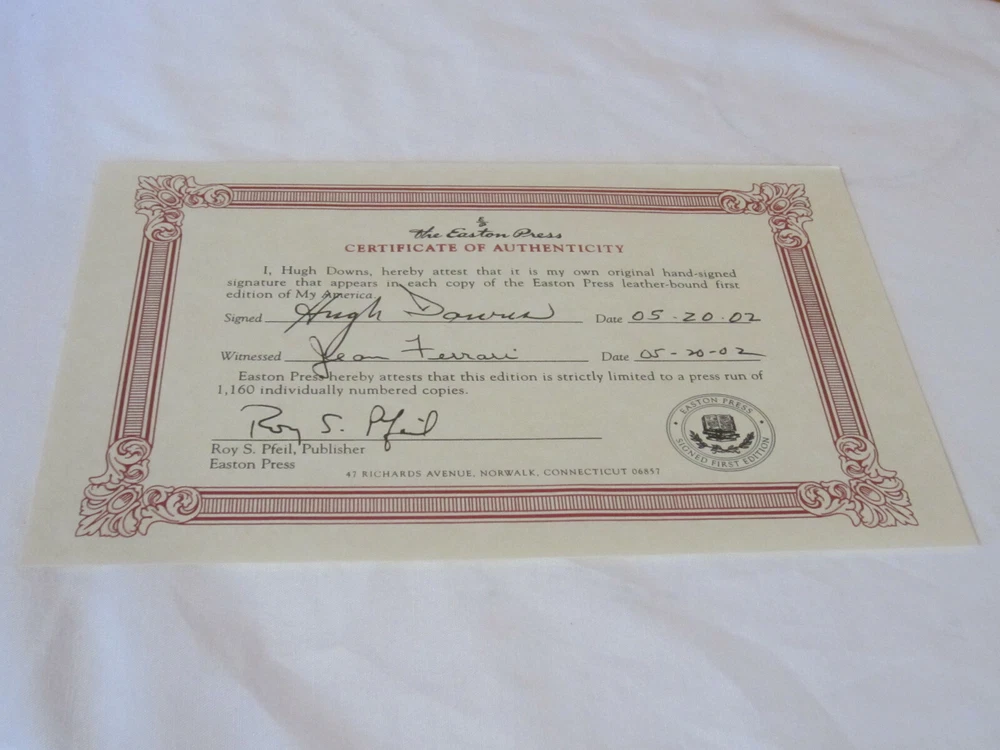 The Easton Press
CERTIFICATE OF AUTHENTICITY
I, Hugh Downs, hereby attest that it is my own original hand-signed
signature that appears in each copy of the Easton Press leather-bound first
edition of My America.
Signed Hugh Downs Date 05-20-02
Witnessed Jean Ferrari Date 05-20-02
Easton Press hereby attests that this edition is strictly limited to a press run of
1,160 individually numbered copies.
Roy S. Pfeil
Roy S. Pfeil, Publisher
Easton Press
47 RICHARDS AVENUE, NORWALK, CONNECTICUT 06857
EASTON PRESS
SIGNED FIRST EDITION